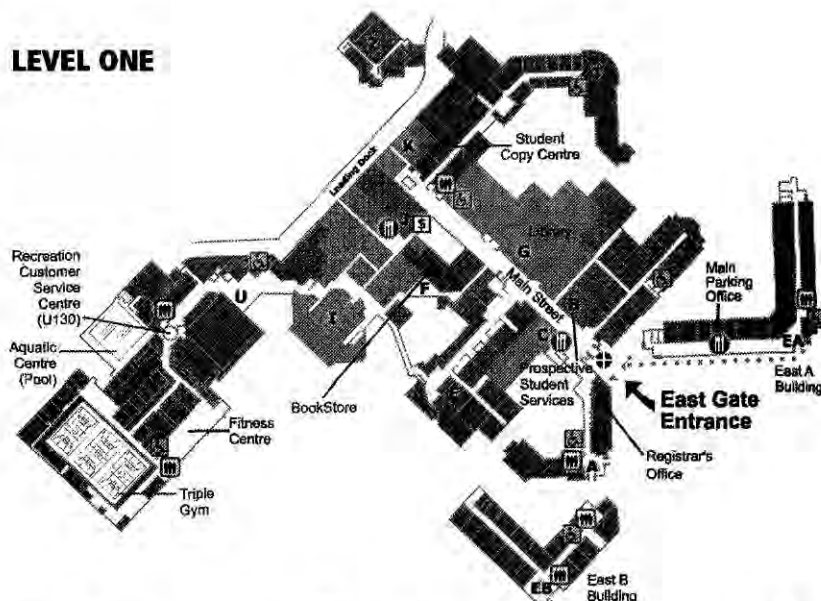 LEVEL ONE
K
Loading Dock
Student
Copy Centre
J
$
Library
G
Main Street
Recreation
Customer
Service
Centre
(U130)
U
F
I
B
C
Main
Parking
Office
Aquatic
Centre
(Pool)
EA
East A
Building
Prospective
Student
Services
E
BookStore
East Gate
Entrance
Fitness
Centre
A
Registrar's
Office
Triple
Gym
EB
East B
Building